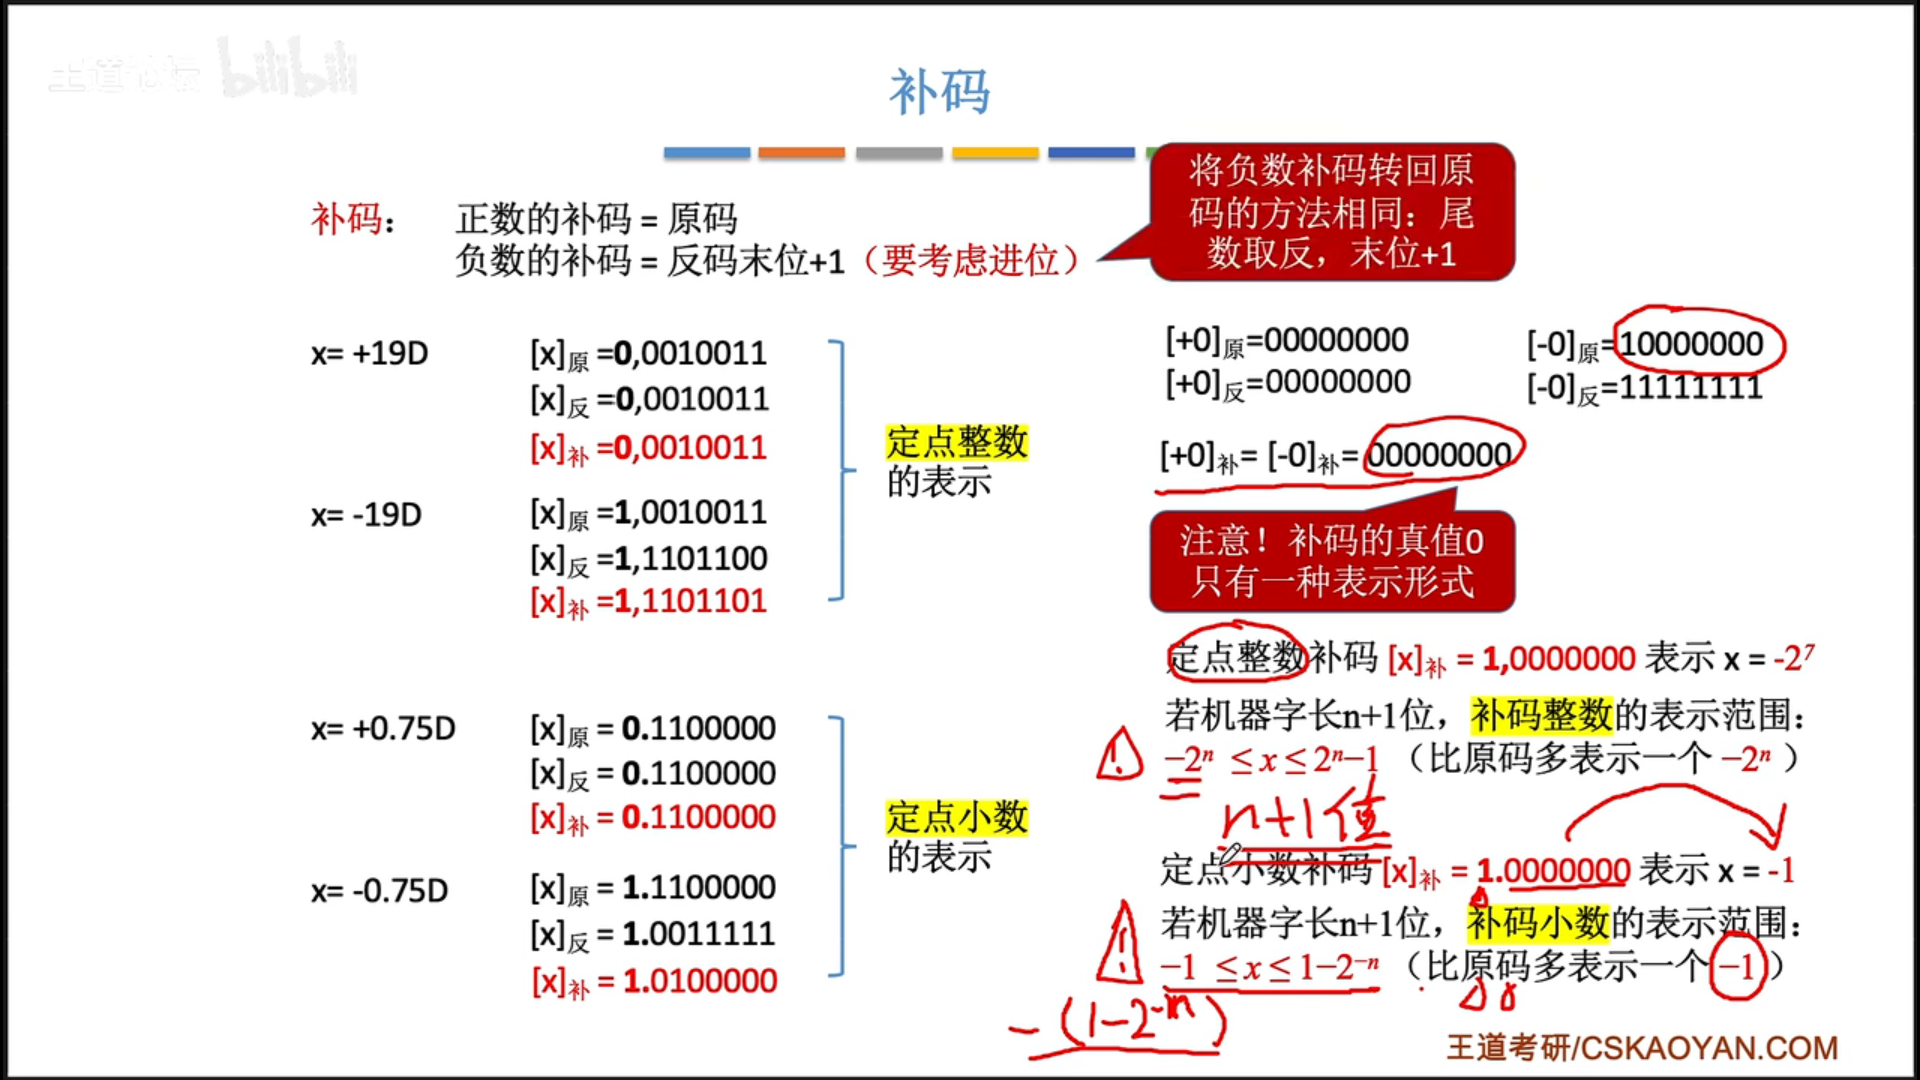 王道论坛 bilibili
补码
补码： 正数的补码 = 原码
负数的补码 = 反码末位+1（要考虑进位）
将负数补码转回原
码的方法相同：尾
数取反，末位+1
x= +19D
[x]原 =0,0010011
[x]反 =0,0010011
[x]补 =0,0010011
x= -19D
[x]原 =1,0010011
[x]反 =1,1101100
[x]补 =1,1101101
定点整数
的表示
x= +0.75D
[x]原 = 0.1100000
[x]反 = 0.1100000
[x]补 = 0.1100000
x= -0.75D
[x]原 = 1.1100000
[x]反 = 1.0011111
[x]补 = 1.0100000
定点小数
的表示
[+0]原=00000000 [-0]原=10000000
[+0]反=00000000 [-0]反=11111111
[+0]补= [-0]补= 00000000
注意！补码的真值0
只有一种表示形式
定点整数补码 [x]补 = 1,0000000 表示 x = -2⁷
若机器字长n+1位，补码整数的表示范围：
−2ⁿ ≤ x ≤ 2ⁿ−1 （比原码多表示一个 −2ⁿ ）
n+1值
定点小数补码 [x]补 = 1.0000000 表示 x = -1
若机器字长n+1位，补码小数的表示范围：
−1 ≤ x ≤ 1−2⁻ⁿ （比原码多表示一个 −1）
-(1-2⁻ⁿ)
王道考研/CSKAOYAN.COM